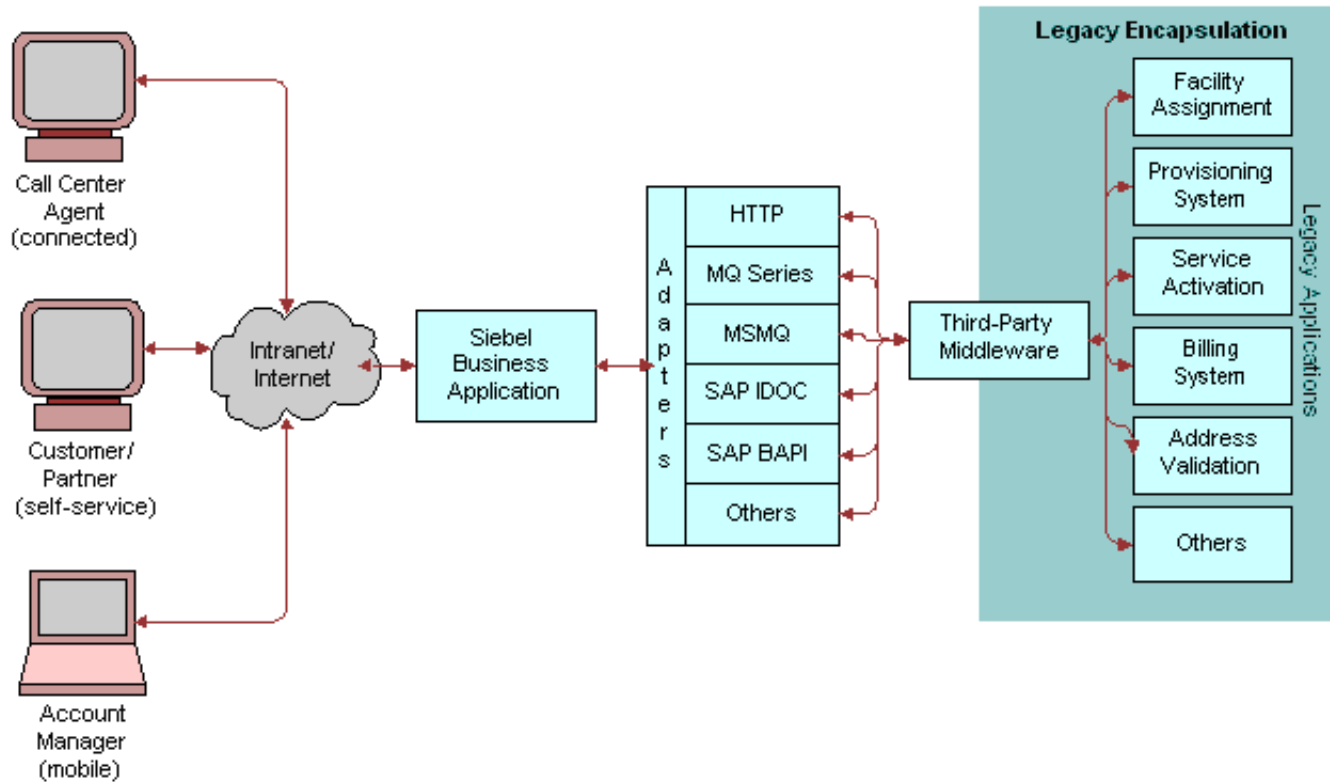 Call Center
Agent
(connected)
Customer/
Partner
(self-service)
Account
Manager
(mobile)
Intranet/
Internet
Siebel
Business
Application
Adapters
HTTP
MQ Series
MSMQ
SAP IDOC
SAP BAPI
Others
Third-Party
Middleware
Legacy Encapsulation
Facility
Assignment
Provisioning
System
Service
Activation
Billing
System
Address
Validation
Others
Legacy Applications